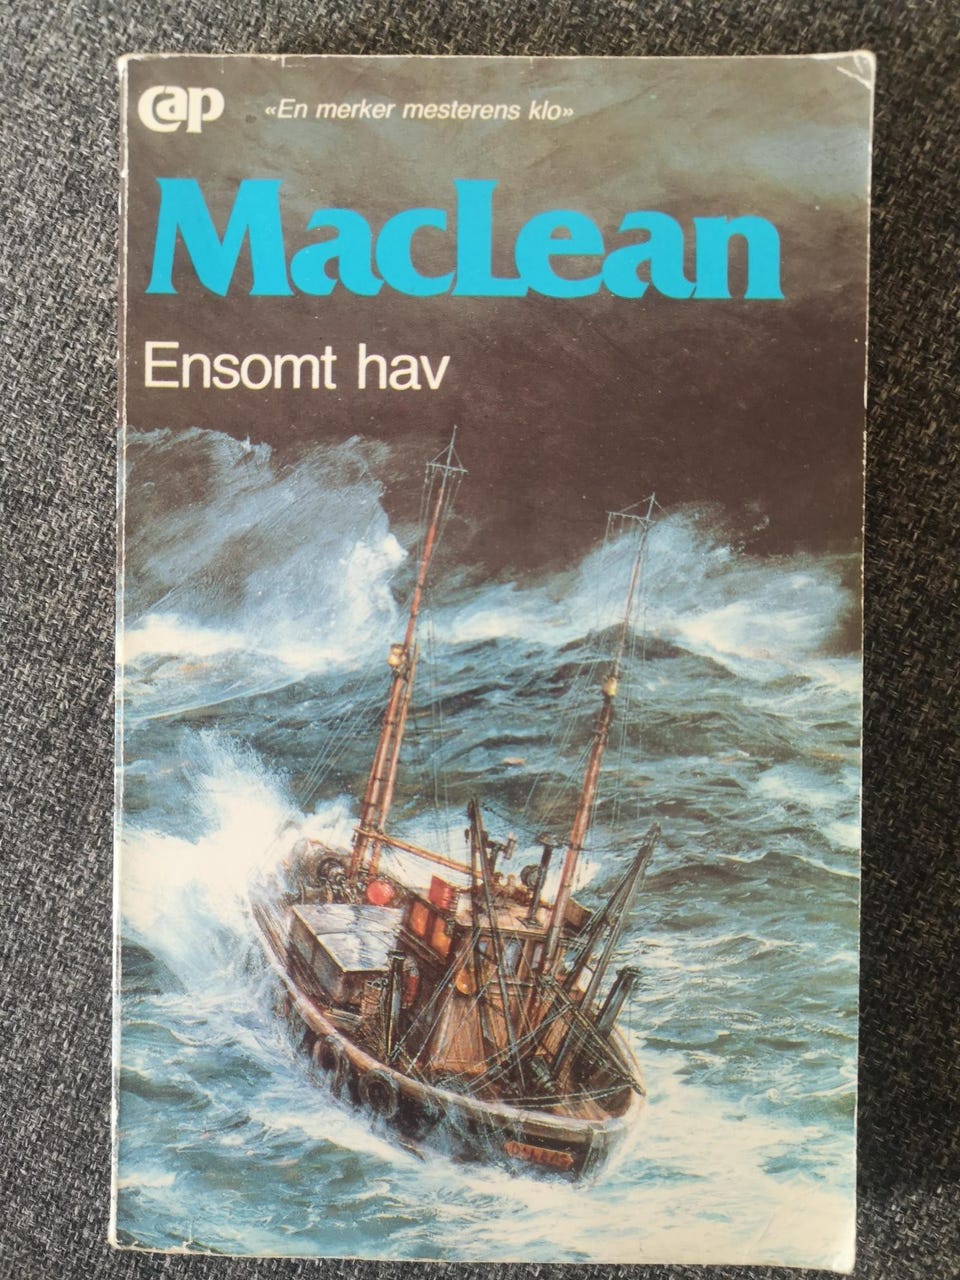 cap
«En merker mesterens klo»
MacLean
Ensomt hav